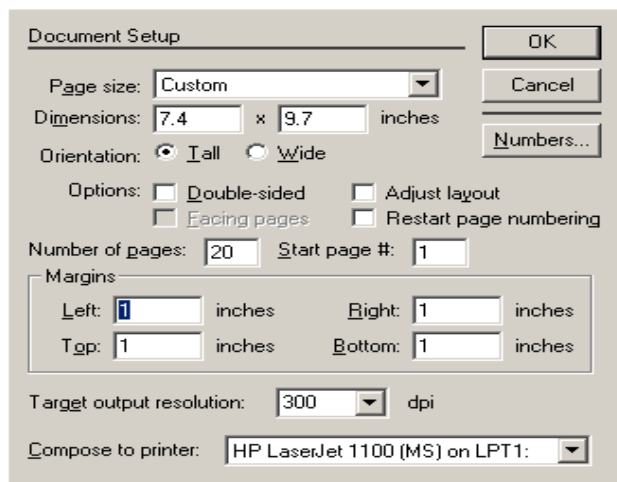 Document Setup
OK
Page size: Custom
Cancel
Dimensions: 7.4 x 9.7 inches
Numbers...
Orientation: Tall Wide
Options: Double-sided Adjust layout
Facing pages Restart page numbering
Number of pages: 20 Start page #: 1
Margins
Left: 1 inches Right: 1 inches
Top: 1 inches Bottom: 1 inches
Target output resolution: 300 dpi
Compose to printer: HP LaserJet 1100 (MS) on LPT1: